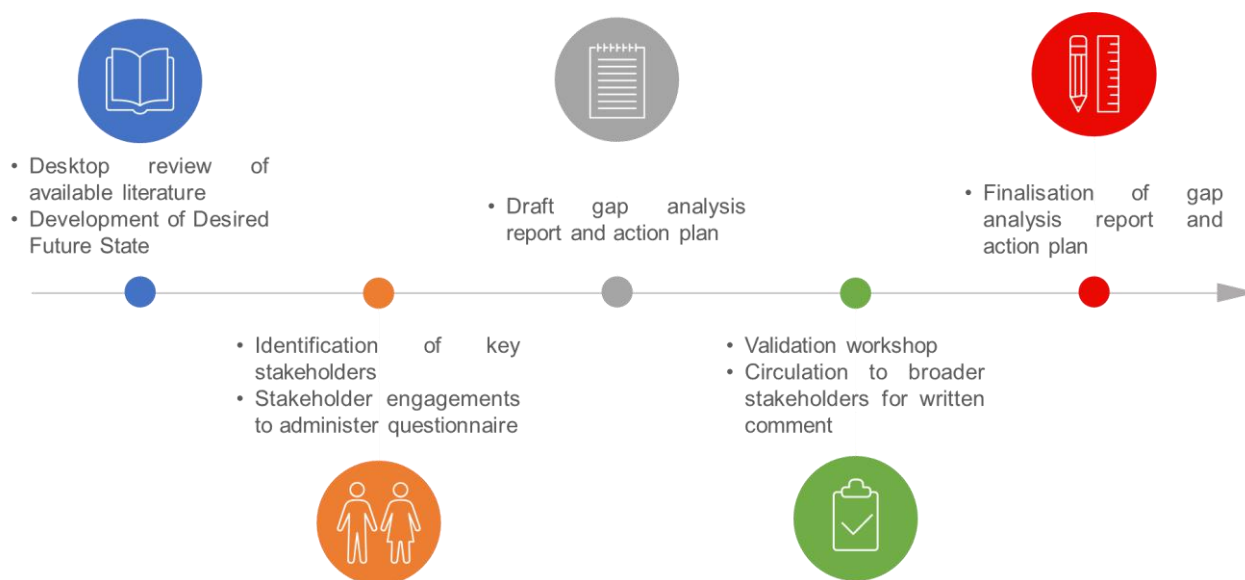 • Desktop review of
available literature
• Development of Desired
Future State
• Identification of key
stakeholders
• Stakeholder engagements
to administer questionnaire
• Draft gap analysis
report and action plan
• Validation workshop
• Circulation to broader
stakeholders for written
comment
• Finalisation of gap
analysis report and
action plan